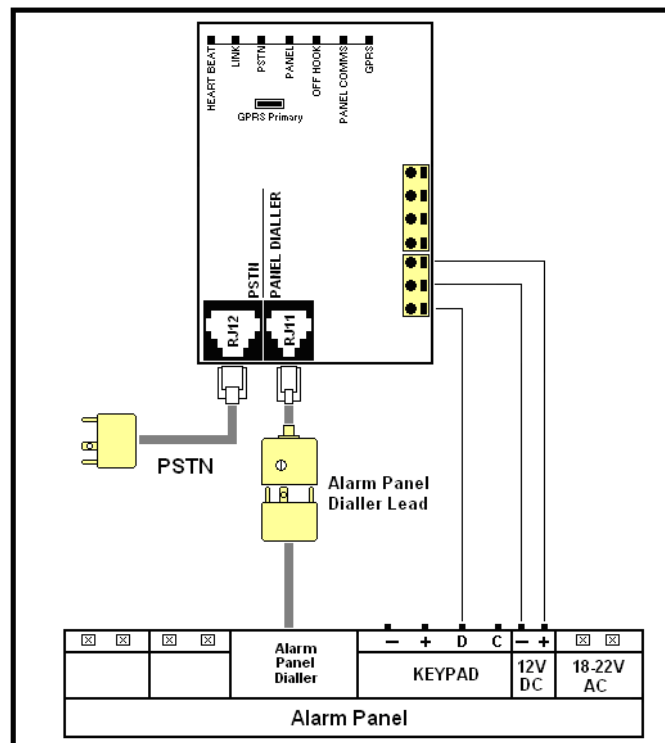 HEART BEAT
LINK
PSTN
PANEL
OFF HOOK
PANEL COMMS
GPRS
GPRS Primary
PSTN
PANEL DIALLER
RJ12
RJ11
PSTN
Alarm Panel
Dialler Lead
Alarm
Panel
Dialler
− + D C − +
KEYPAD
12V
DC
18-22V
AC
Alarm Panel